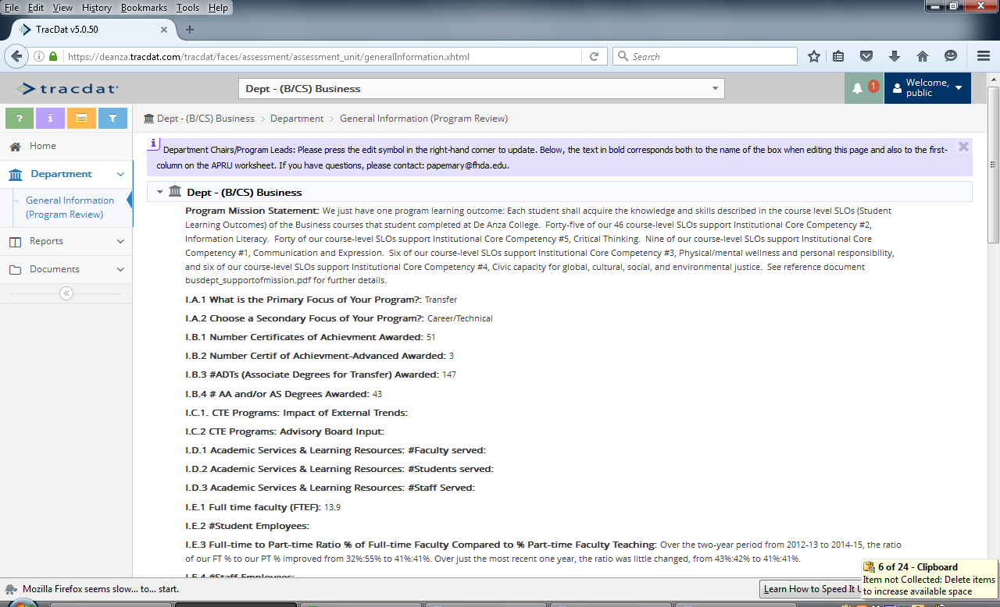 File Edit View History Bookmarks Tools Help
TracDat v5.0.50
https://deanza.tracdat.com/tracdat/faces/assessment/assessment_unit/generalInformation.xhtml
Search
tracdat
Dept - (B/CS) Business
1
Welcome, public
Dept - (B/CS) Business > Department > General Information (Program Review)
Home
Department
General Information
(Program Review)
Reports
Documents
Department Chairs/Program Leads: Please press the edit symbol in the right-hand corner to update. Below, the text in bold corresponds both to the name of the box when editing this page and also to the first-
column on the APRU worksheet. If you have questions, please contact: papemary@fhda.edu.
Dept - (B/CS) Business
Program Mission Statement: We just have one program learning outcome: Each student shall acquire the knowledge and skills described in the course level SLOs (Student
Learning Outcomes) of the Business courses that student completed at De Anza College. Forty-five of our 46 course-level SLOs support Institutional Core Competency #2,
Information Literacy. Forty of our course-level SLOs support Institutional Core Competency #5, Critical Thinking. Nine of our course-level SLOs support Institutional Core
Competency #1, Communication and Expression. Six of our course-level SLOs support Institutional Core Competency #3, Physical/mental wellness and personal responsibility,
and six of our course-level SLOs support Institutional Core Competency #4, Civic capacity for global, cultural, social, and environmental justice. See reference document
busdept_supportofmission.pdf for further details.
I.A.1 What is the Primary Focus of Your Program?: Transfer
I.A.2 Choose a Secondary Focus of Your Program?: Career/Technical
I.B.1 Number Certificates of Achievment Awarded: 51
I.B.2 Number Certif of Achievment-Advanced Awarded: 3
I.B.3 #ADTs (Associate Degrees for Transfer) Awarded: 147
I.B.4 # AA and/or AS Degrees Awarded: 43
I.C.1. CTE Programs: Impact of External Trends:
I.C.2 CTE Programs: Advisory Board Input:
I.D.1 Academic Services & Learning Resources: #Faculty served:
I.D.2 Academic Services & Learning Resources: #Students served:
I.D.3 Academic Services & Learning Resources: #Staff Served:
I.E.1 Full time faculty (FTEF): 13.9
I.E.2 #Student Employees:
I.E.3 Full-time to Part-time Ratio % of Full-time Faculty Compared to % Part-time Faculty Teaching: Over the two-year period from 2012-13 to 2014-15, the ratio
of our FT % to our PT % improved from 32%:55% to 41%:41%. Over just the most recent one year, the ratio was little changed, from 43%:42% to 41%:41%.
I.E.4 #Staff Employees:
Mozilla Firefox seems slow... to... start.
Learn How to Speed It U
6 of 24 - Clipboard
Item not Collected: Delete items
to increase available space